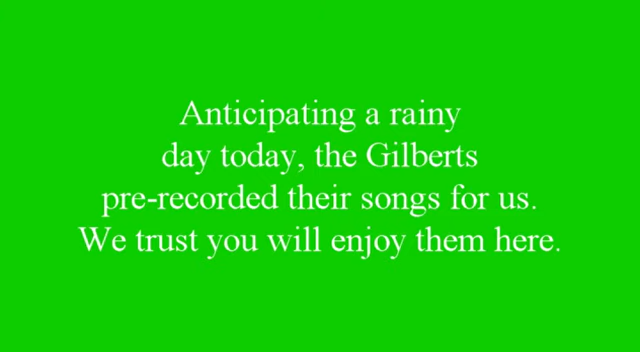 Anticipating a rainy
day today, the Gilberts
pre-recorded their songs for us.
We trust you will enjoy them here.